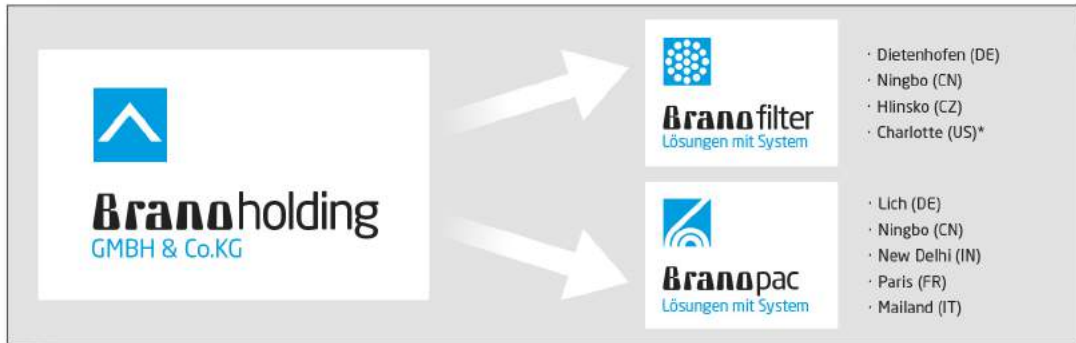 Branoholding
GMBH & Co.KG
Branofilter
Lösungen mit System
· Dietenhofen (DE)
· Ningbo (CN)
· Hlinsko (CZ)
· Charlotte (US)*
Branopac
Lösungen mit System
· Lich (DE)
· Ningbo (CN)
· New Delhi (IN)
· Paris (FR)
· Mailand (IT)